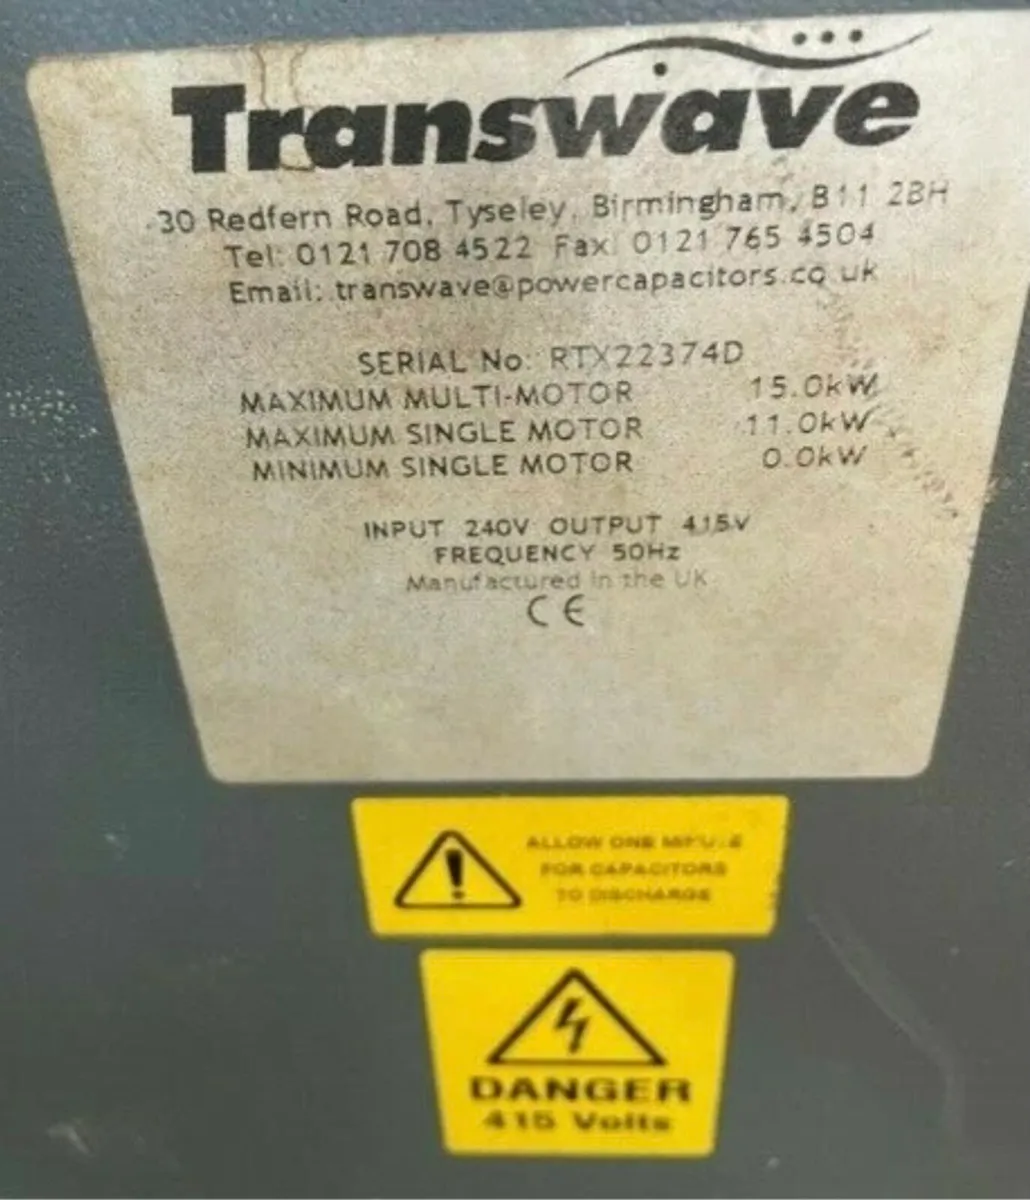 Transwave
30 Redfern Road, Tyseley, Birmingham, B11 2BH
Tel: 0121 708 4522 Fax: 0121 765 4504
Email: transwave@powercapacitors.co.uk
SERIAL No: RTX22374D
MAXIMUM MULTI-MOTOR 15.0kW
MAXIMUM SINGLE MOTOR 11.0kW
MINIMUM SINGLE MOTOR 0.0kW
INPUT 240V OUTPUT 415V
FREQUENCY 50Hz
Manufactured in the UK
CE
ALLOW ONE MINUTE
FOR CAPACITORS
TO DISCHARGE
DANGER
415 Volts